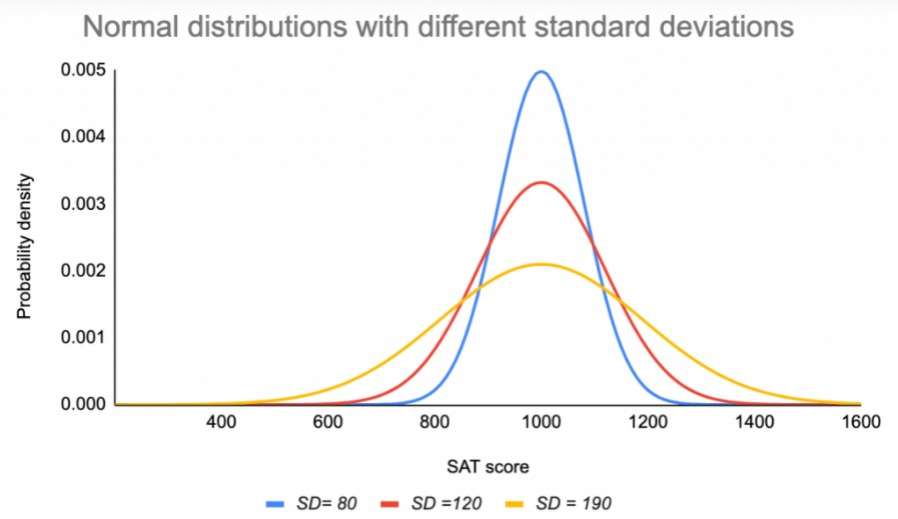 Normal distributions with different standard deviations
0.005
0.004
0.003
0.002
0.001
0.000
Probability density
400 600 800 1000 1200 1400 1600
SAT score
SD= 80 SD =120 SD = 190